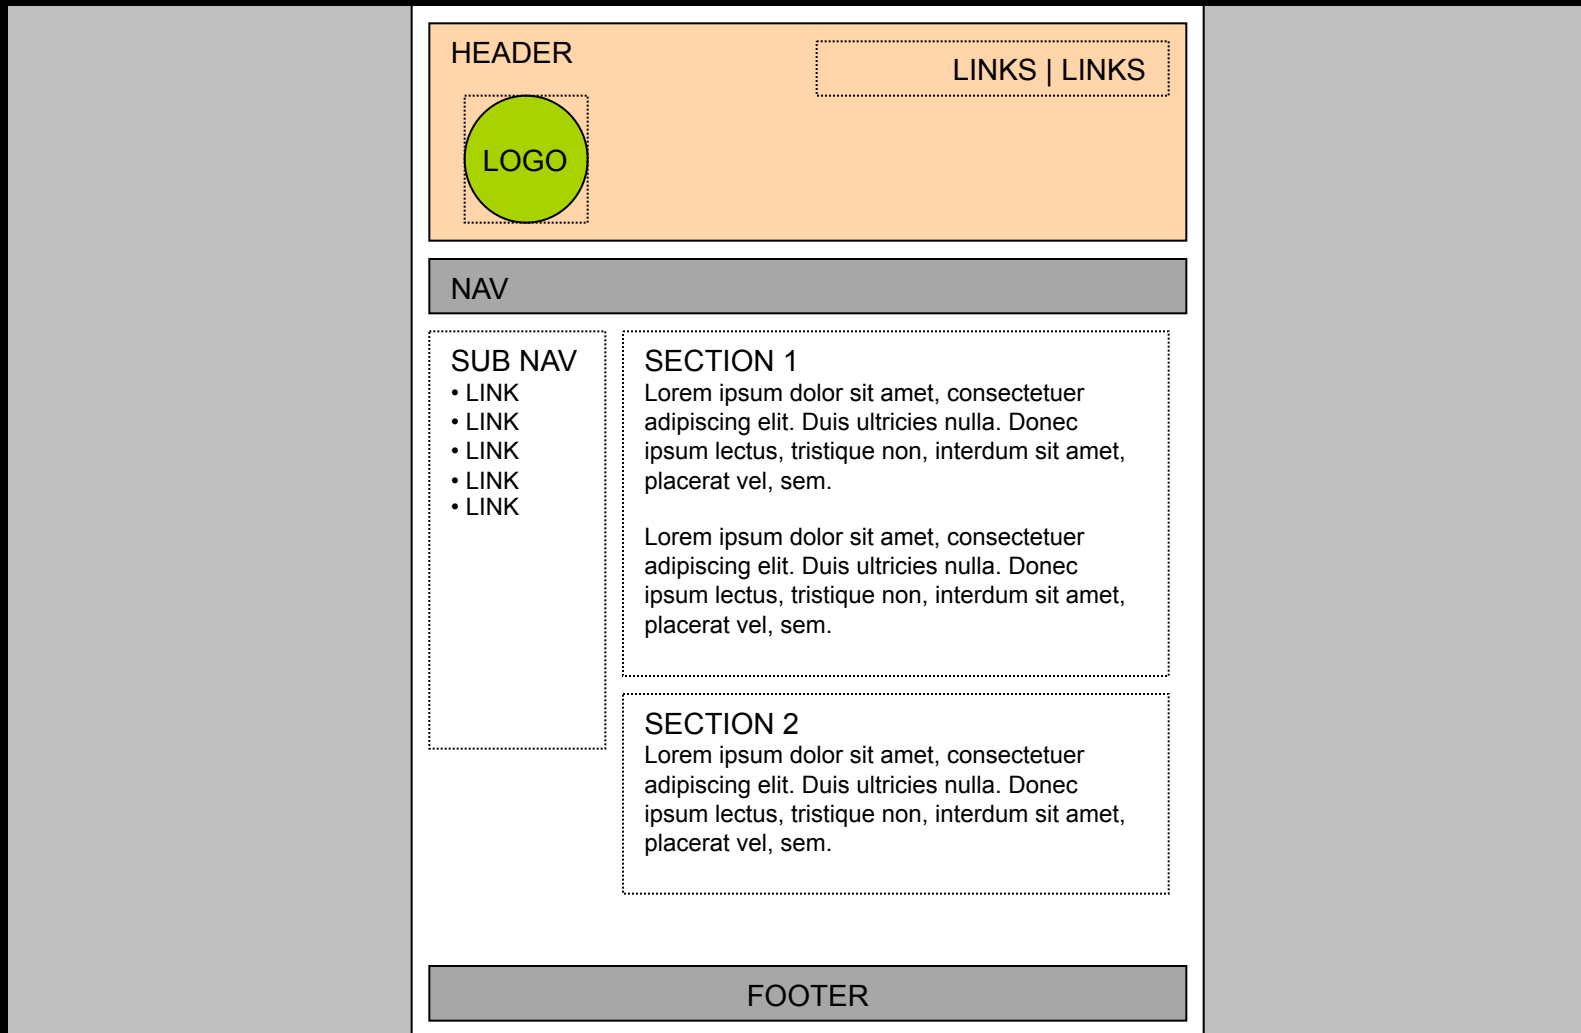 HEADER
LINKS | LINKS
LOGO
NAV
SUB NAV
• LINK
• LINK
• LINK
• LINK
• LINK
SECTION 1
Lorem ipsum dolor sit amet, consectetuer
adipiscing elit. Duis ultricies nulla. Donec
ipsum lectus, tristique non, interdum sit amet,
placerat vel, sem.
Lorem ipsum dolor sit amet, consectetuer
adipiscing elit. Duis ultricies nulla. Donec
ipsum lectus, tristique non, interdum sit amet,
placerat vel, sem.
SECTION 2
Lorem ipsum dolor sit amet, consectetuer
adipiscing elit. Duis ultricies nulla. Donec
ipsum lectus, tristique non, interdum sit amet,
placerat vel, sem.
FOOTER